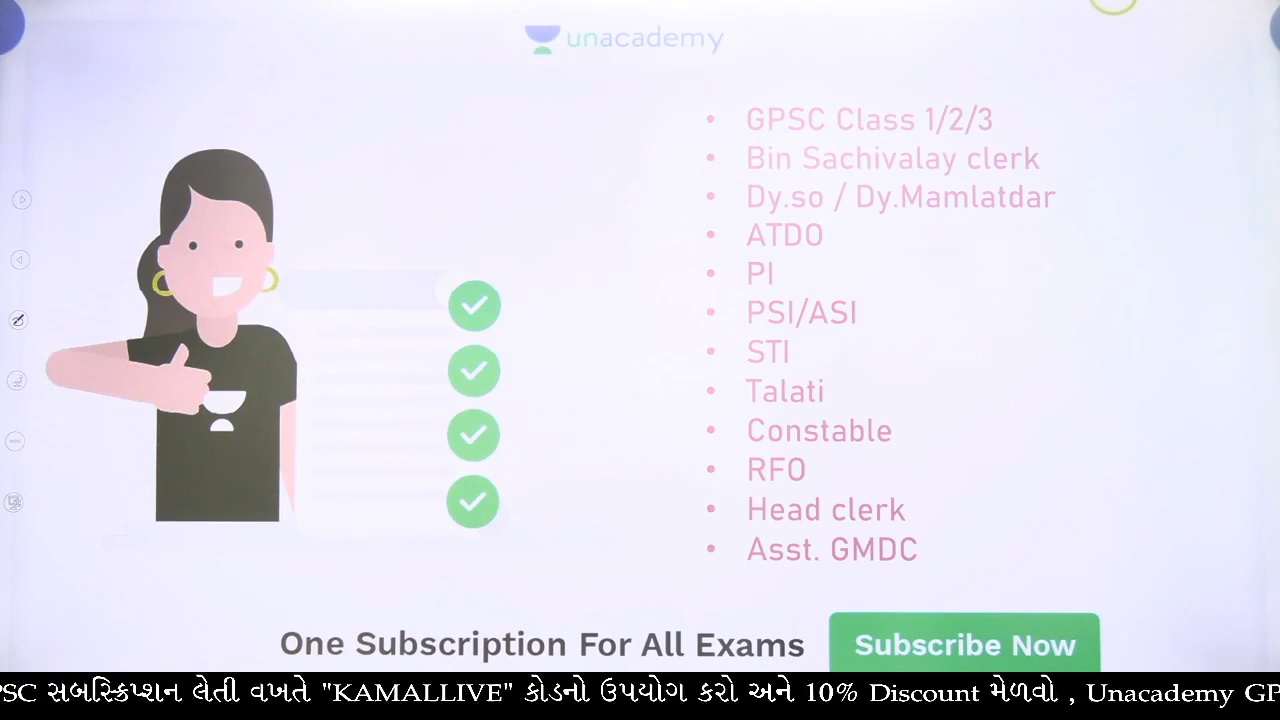 unacademy
• GPSC Class 1/2/3
• Bin Sachivalay clerk
• Dy.so / Dy.Mamlatdar
• ATDO
• PI
• PSI/ASI
• STI
• Talati
• Constable
• RFO
• Head clerk
• Asst. GMDC
One Subscription For All Exams
Subscribe Now
PSC સબસ્ક્રિપ્શન લેતી વખતે "KAMALLIVE" કોડનો ઉપયોગ કરો અને 10% Discount મેળવો , Unacademy GP